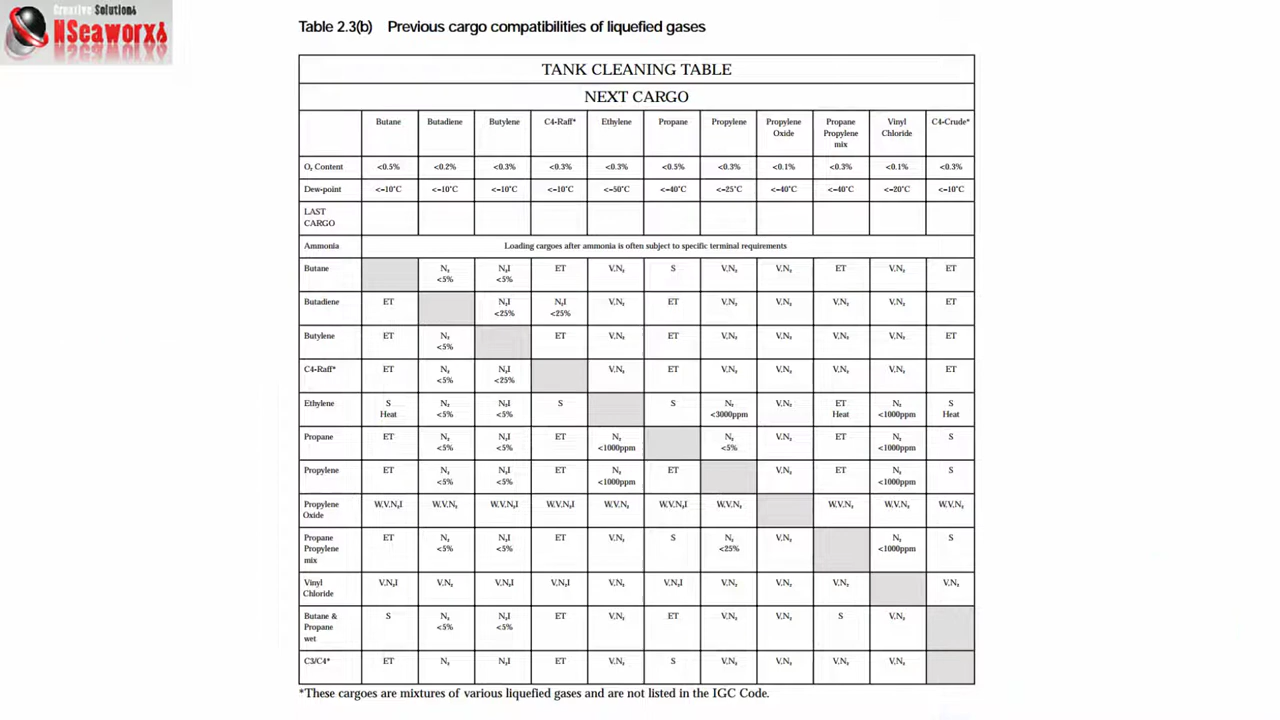 Creative Solutions
NSeaworx
Table 2.3(b) Previous cargo compatibilities of liquefied gases
TANK CLEANING TABLE
NEXT CARGO
Butane Butadiene Butylene C4-Raff* Ethylene Propane Propylene Propylene Oxide Propane Propylene mix Vinyl Chloride C4-Crude*
O₂ Content <0.5% <0.2% <0.3% <0.3% <0.3% <0.5% <0.3% <0.1% <0.3% <0.1% <0.3%
Dew-point <–10°C <–10°C <–10°C <–10°C <–50°C <–40°C <–25°C <–40°C <–40°C <–20°C <–10°C
LAST CARGO
Ammonia Loading cargoes after ammonia is often subject to specific terminal requirements
Butane N₂ <5% N₂I <5% ET V.N₂ S V.N₂ V.N₂ ET V.N₂ ET
Butadiene ET N₂I <25% N₂I <25% V.N₂ ET V.N₂ V.N₂ V.N₂ V.N₂ ET
Butylene ET N₂ <5% ET V.N₂ ET V.N₂ V.N₂ V.N₂ V.N₂ ET
C4-Raff* ET N₂ <5% N₂I <25% V.N₂ ET V.N₂ V.N₂ V.N₂ V.N₂ ET
Ethylene S Heat N₂ <5% N₂I <5% S S N₂ <3000ppm V.N₂ ET Heat N₂ <1000ppm S Heat
Propane ET N₂ <5% N₂I <5% ET N₂ <1000ppm N₂ <5% V.N₂ ET N₂ <1000ppm S
Propylene ET N₂ <5% N₂I <5% ET N₂ <1000ppm ET V.N₂ ET N₂ <1000ppm S
Propylene Oxide W.V.N₂I W.V.N₂ W.V.N₂I W.V.N₂I W.V.N₂ W.V.N₂I W.V.N₂ W.V.N₂ W.V.N₂ W.V.N₂
Propane Propylene mix ET N₂ <5% N₂I <5% ET V.N₂ S N₂ <25% V.N₂ N₂ <1000ppm S
Vinyl Chloride V.N₂I V.N₂ V.N₂I V.N₂I V.N₂ V.N₂I V.N₂ V.N₂ V.N₂ V.N₂
Butane & Propane wet S N₂ <5% N₂I <5% ET V.N₂ ET V.N₂ V.N₂ S V.N₂
C3/C4* ET N₂ N₂I ET V.N₂ S V.N₂ V.N₂ V.N₂ V.N₂
*These cargoes are mixtures of various liquefied gases and are not listed in the IGC Code.